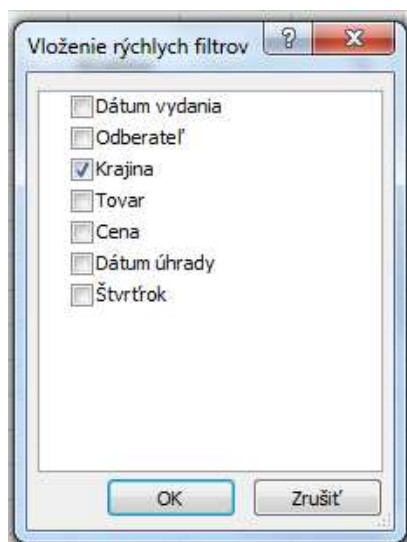 Vloženie rýchlych filtrov ?
Dátum vydania
Odberateľ
Krajina
Tovar
Cena
Dátum úhrady
Štvrťrok
OK Zrušiť